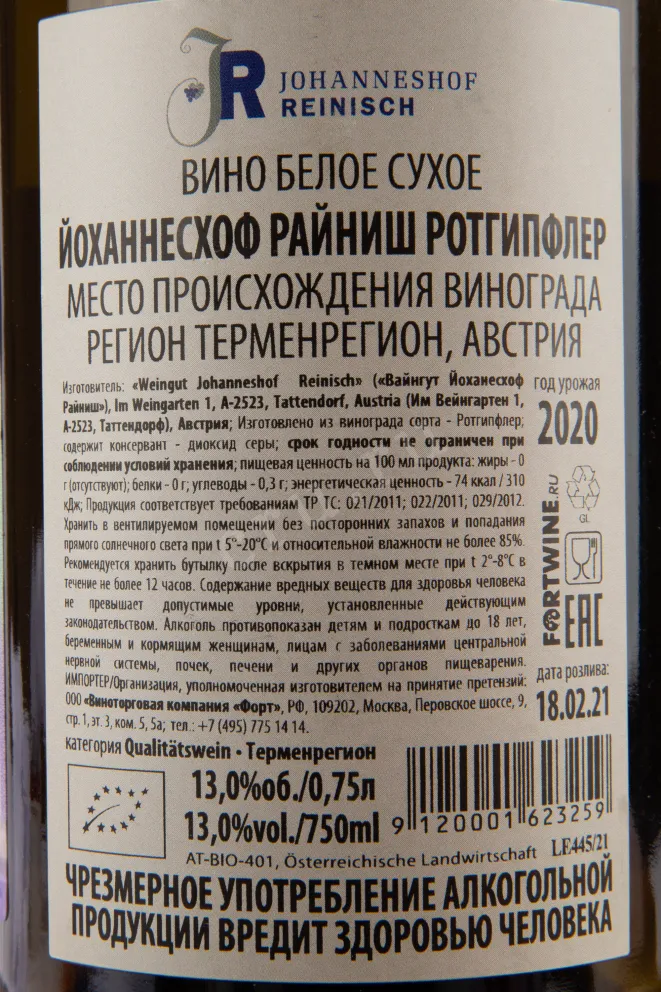 JR JOHANNESHOF
REINISCH
ВИНО БЕЛОЕ СУХОЕ
ЙОХАННЕСХОФ РАЙНИШ РОТГИПФЛЕР
МЕСТО ПРОИСХОЖДЕНИЯ ВИНОГРАДА
РЕГИОН ТЕРМЕНРЕГИОН, АВСТРИЯ
Изготовитель: «Weingut Johanneshof Reinisch» («Вайнгут Йоханесхоф
Райниш»), Im Weingarten 1, A-2523, Tattendorf, Austria (Им Вейнгартен 1,
А-2523, Таттендорф), Австрия; Изготовлено из винограда сорта - Ротгипфлер;
содержит консервант - диоксид серы; срок годности не ограничен при
соблюдении условий хранения; пищевая ценность на 100 мл продукта: жиры - 0
г (отсутствуют); белки - 0 г; углеводы - 0,3 г; энергетическая ценность - 74 ккал / 310
кДж; Продукция соответствует требованиям ТР ТС: 021/2011; 022/2011; 029/2012.
Хранить в вентилируемом помещении без посторонних запахов и попадания
прямого солнечного света при t 5°-20°С и относительной влажности не более 85%.
Рекомендуется хранить бутылку после вскрытия в темном месте при t 2°-8°С в
течение не более 12 часов. Содержание вредных веществ для здоровья человека
не превышает допустимые уровни, установленные действующим
законодательством. Алкоголь противопоказан детям и подросткам до 18 лет,
беременным и кормящим женщинам, лицам с заболеваниями центральной
нервной системы, почек, печени и других органов пищеварения.
ИМПОРТЕР/Организация, уполномоченная изготовителем на принятие претензий:
ООО «Виноторговая компания «Форт», РФ, 109202, Москва, Перовское шоссе, 9,
стр. 1, эт. 3, ком. 5, 5а; тел.: +7 (495) 775 14 14.
год урожая
2020
FORTWINE.RU
GL
EAC
дата розлива:
18.02.21
категория Qualitätswein • Терменрегион
13,0%об./0,75л
13,0%vol./750ml
9 120001 623259
AT-BIO-401, Österreichische Landwirtschaft
LE445/21
ЧРЕЗМЕРНОЕ УПОТРЕБЛЕНИЕ АЛКОГОЛЬНОЙ
ПРОДУКЦИИ ВРЕДИТ ЗДОРОВЬЮ ЧЕЛОВЕКА